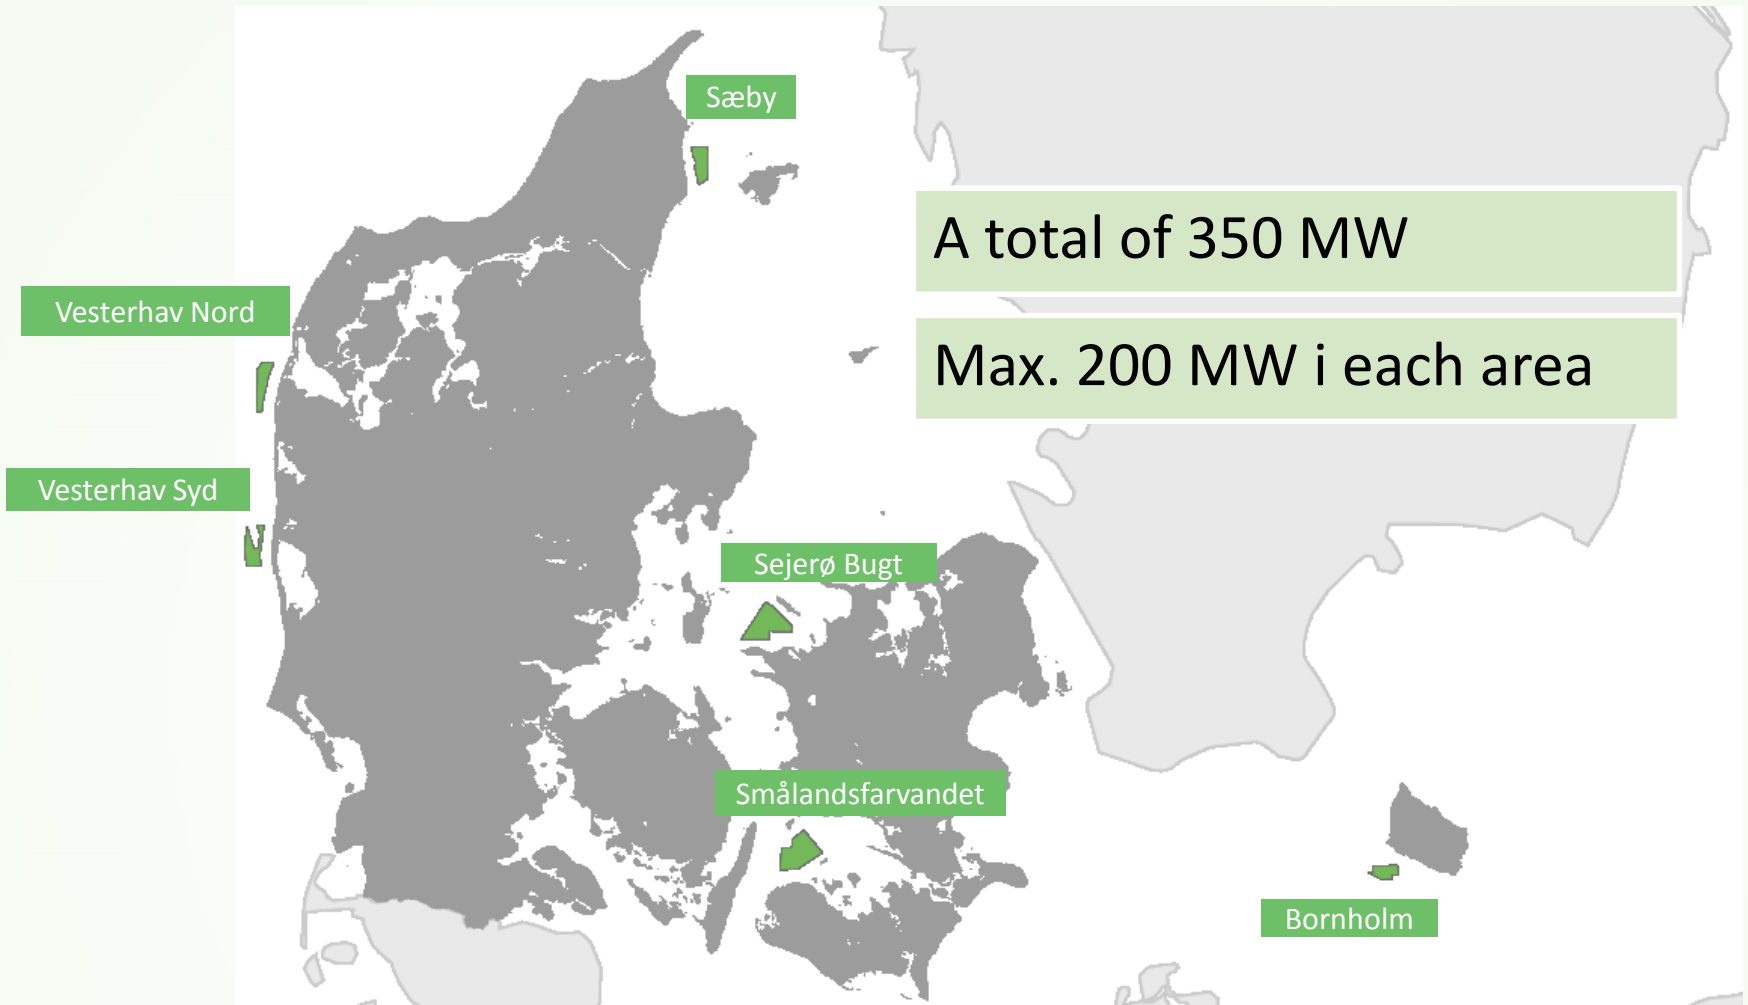 Sæby
A total of 350 MW
Vesterhav Nord
Max. 200 MW i each area
Vesterhav Syd
Sejerø Bugt
Smålandsfarvandet
Bornholm